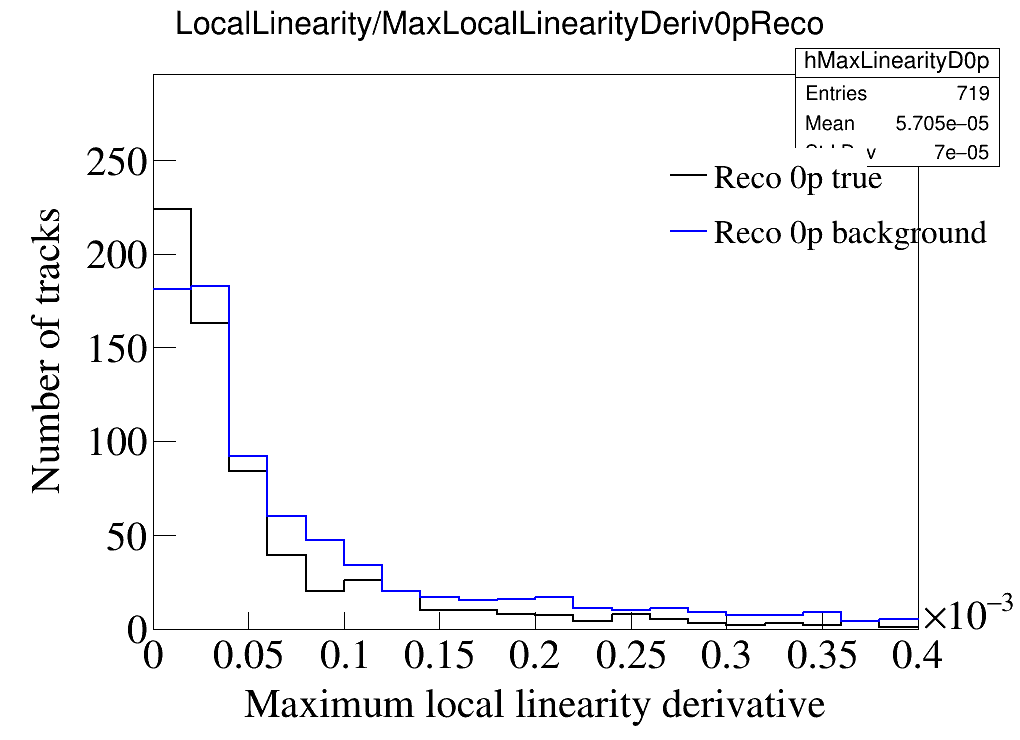 LocalLinearity/MaxLocalLinearityDeriv0pReco
hMaxLinearityD0p
Entries 719
Mean 5.705e−05
7e−05
Reco 0p true
Reco 0p background
Number of tracks
250
200
150
100
50
0
0 0.05 0.1 0.15 0.2 0.25 0.3 0.35 0.4
×10−3
Maximum local linearity derivative